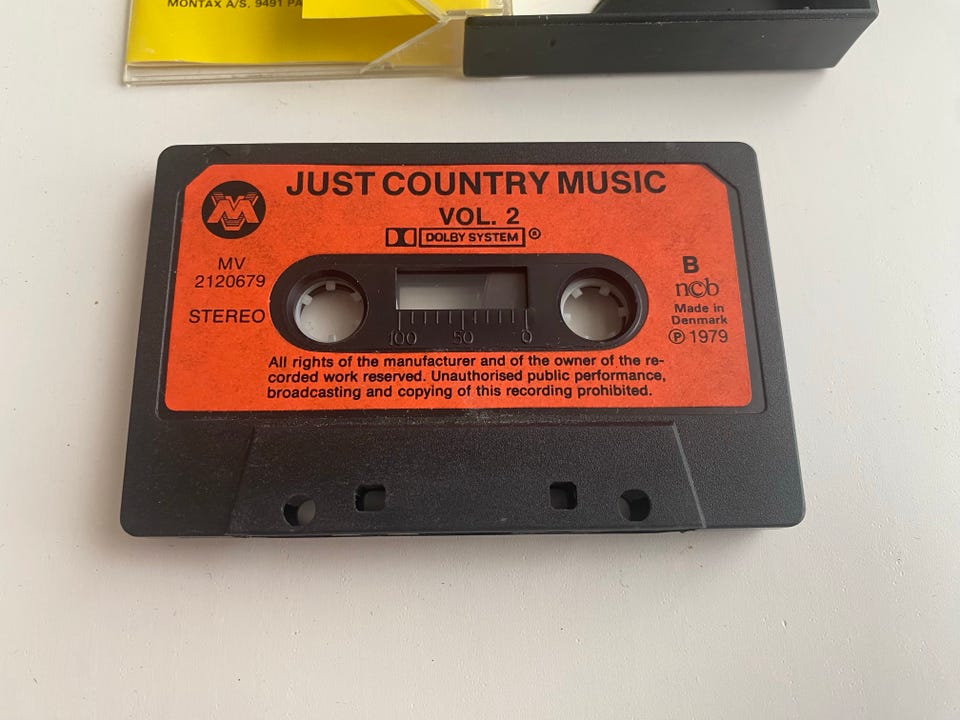 MONTAX A/S. 9491 PA
JUST COUNTRY MUSIC
VOL. 2
DOLBY SYSTEM ®
MV
2120679
STEREO
B
ncb
Made in
Denmark
℗ 1979
100 50 0
All rights of the manufacturer and of the owner of the re-
corded work reserved. Unauthorised public performance,
broadcasting and copying of this recording prohibited.